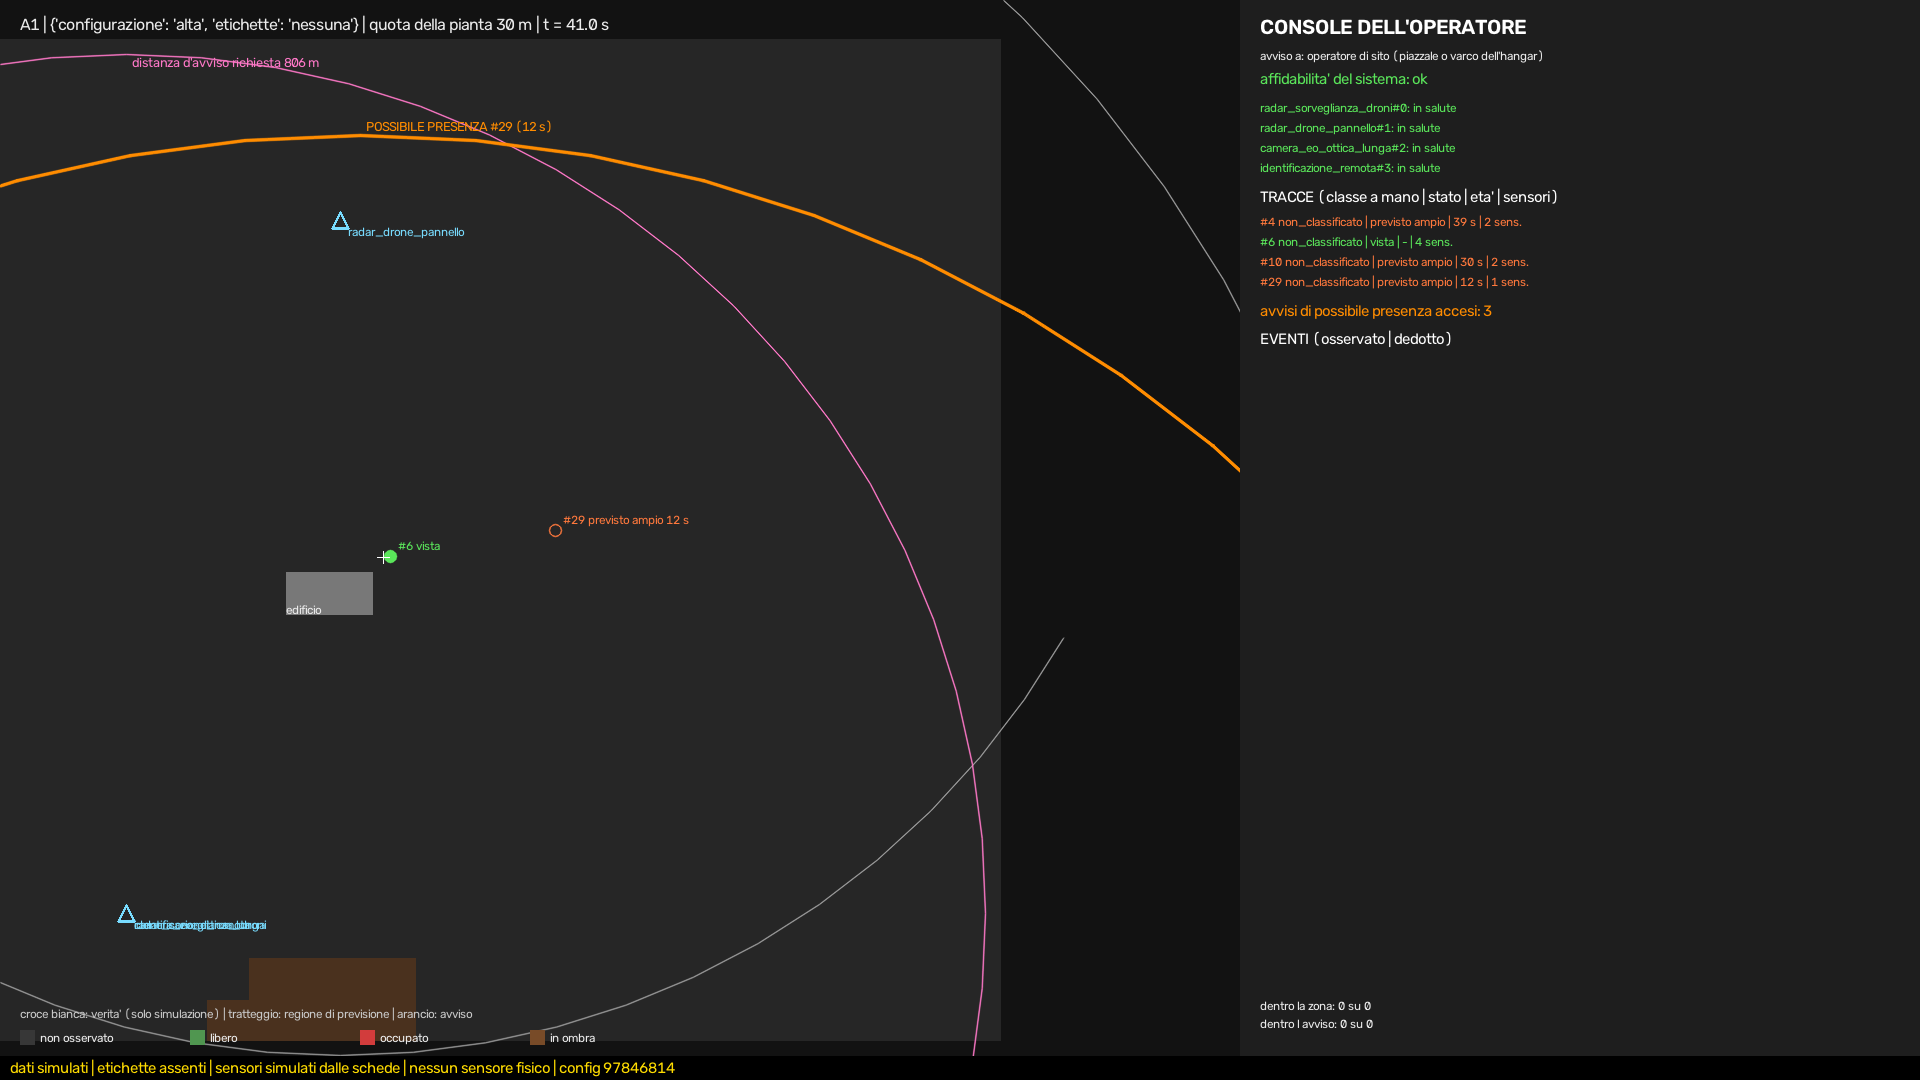 A1 | {'configurazione': 'alta', 'etichette': 'nessuna'} | quota della pianta 30 m | t = 41.0 s
distanza d'avviso richiesta 806 m
POSSIBILE PRESENZA #29 (12 s)
radar_drone_pannello
#29 previsto ampio 12 s
#6 vista
edificio
croce bianca: verita' (solo simulazione) | tratteggio: regione di previsione | arancio: avviso
non osservato
libero
occupato
in ombra
dati simulati | etichette assenti | sensori simulati dalle schede | nessun sensore fisico | config 97846814
CONSOLE DELL'OPERATORE
avviso a: operatore di sito (piazzale o varco dell'hangar)
affidabilita' del sistema: ok
radar_sorveglianza_droni#0: in salute
radar_drone_pannello#1: in salute
camera_eo_ottica_lunga#2: in salute
identificazione_remota#3: in salute
TRACCE (classe a mano | stato | eta' | sensori)
#4 non_classificato | previsto ampio | 39 s | 2 sens.
#6 non_classificato | vista | - | 4 sens.
#10 non_classificato | previsto ampio | 30 s | 2 sens.
#29 non_classificato | previsto ampio | 12 s | 1 sens.
avvisi di possibile presenza accesi: 3
EVENTI (osservato | dedotto)
dentro la zona: 0 su 0
dentro l avviso: 0 su 0